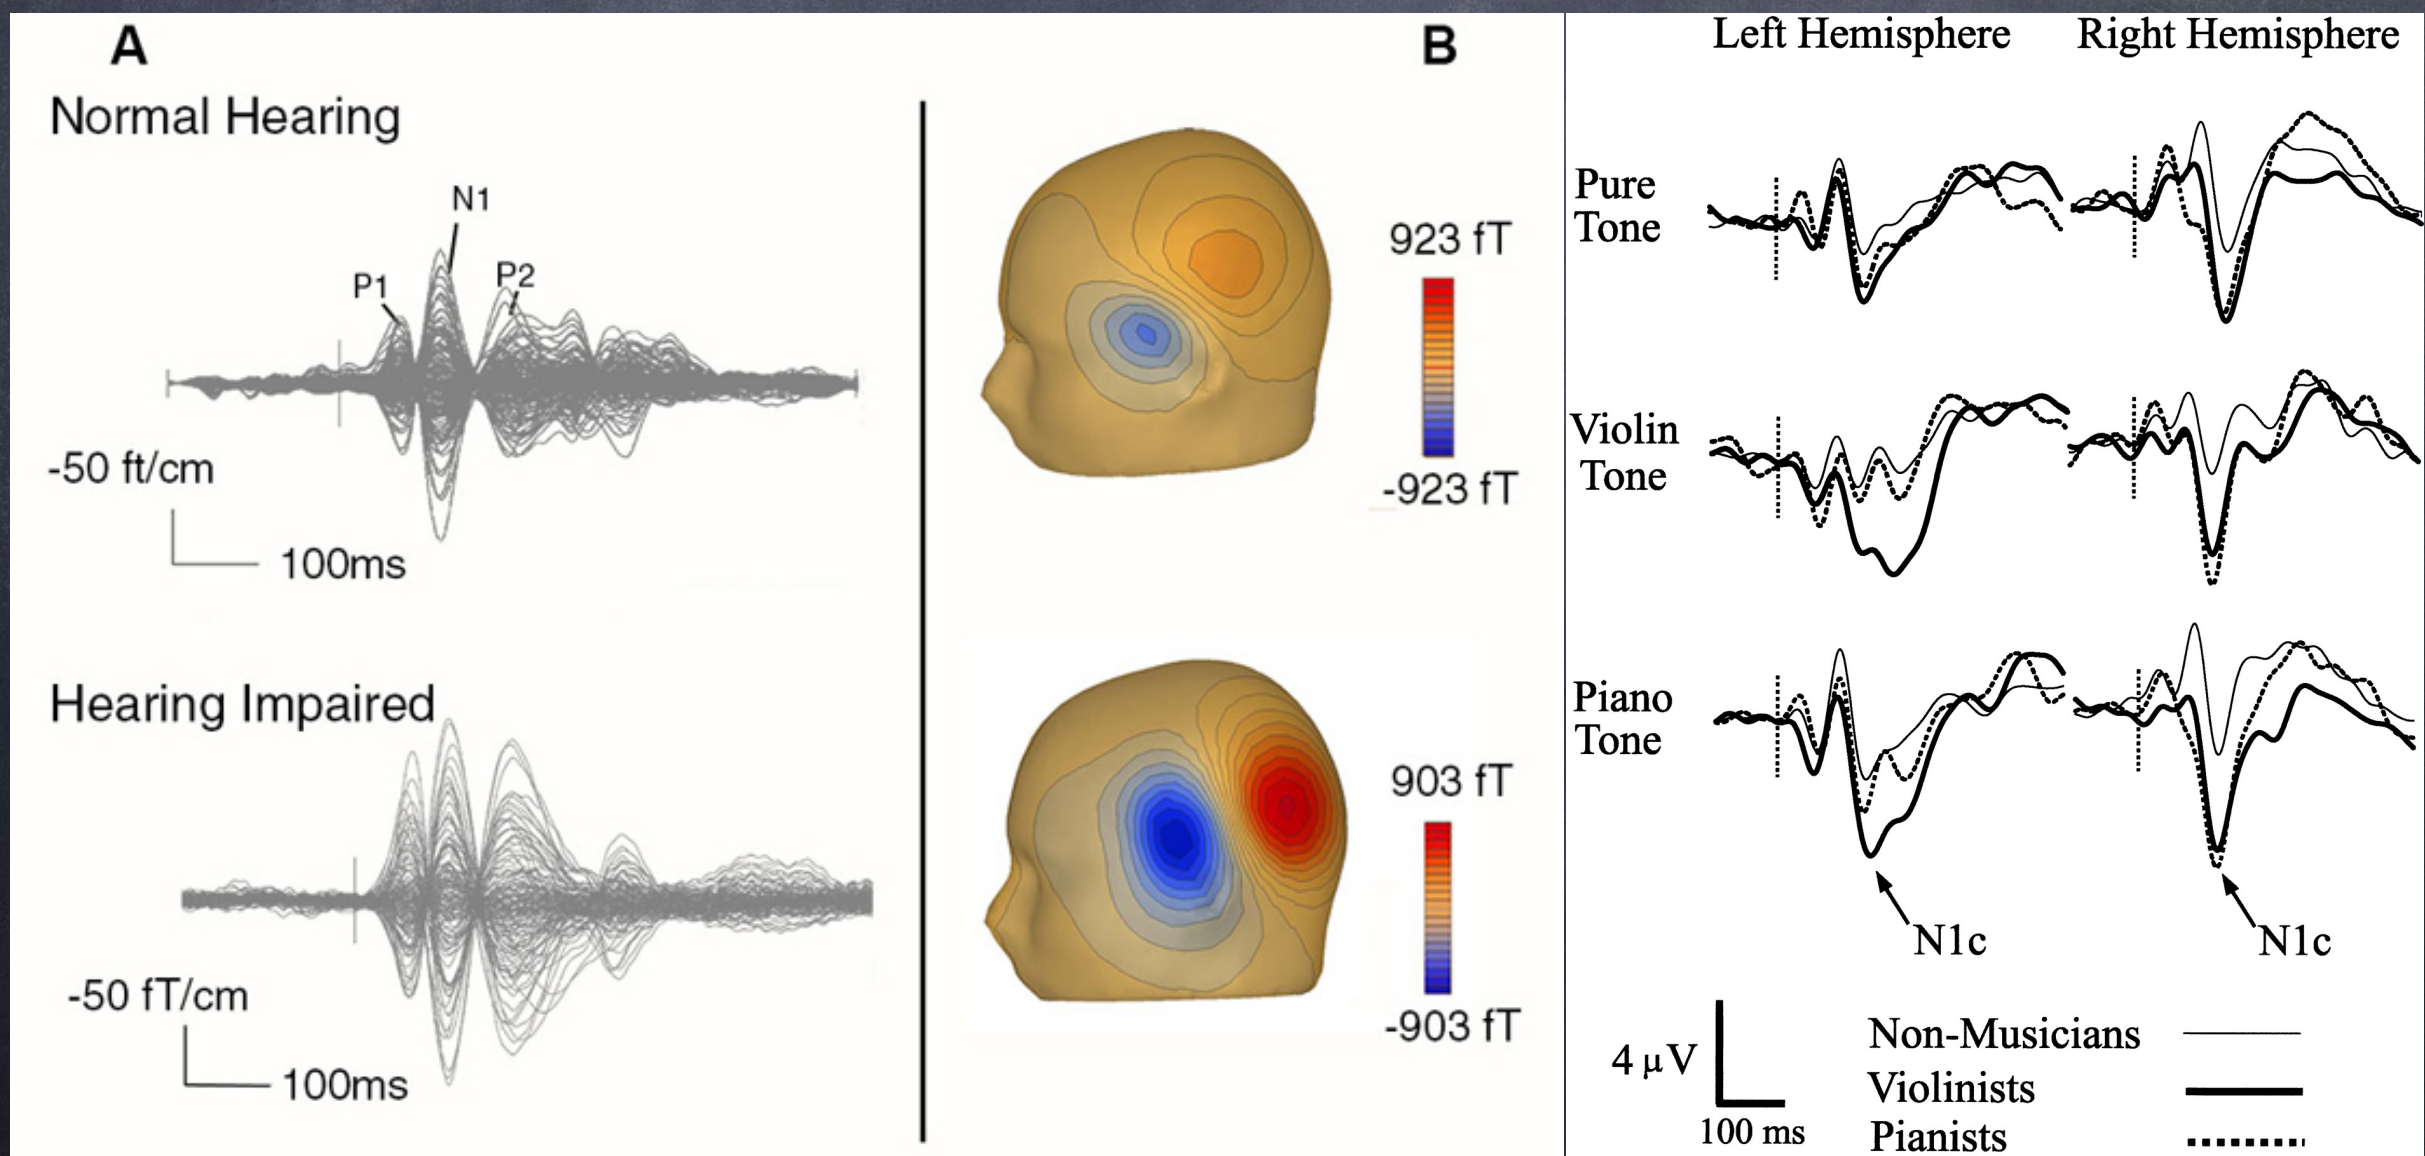 A
Normal Hearing
N1
P1
P2
-50 ft/cm
100ms
Hearing Impaired
-50 fT/cm
100ms
B
923 fT
-923 fT
903 fT
-903 fT
Left Hemisphere
Right Hemisphere
Pure
Tone
Violin
Tone
Piano
Tone
N1c
N1c
4 μV
100 ms
Non-Musicians
Violinists
Pianists